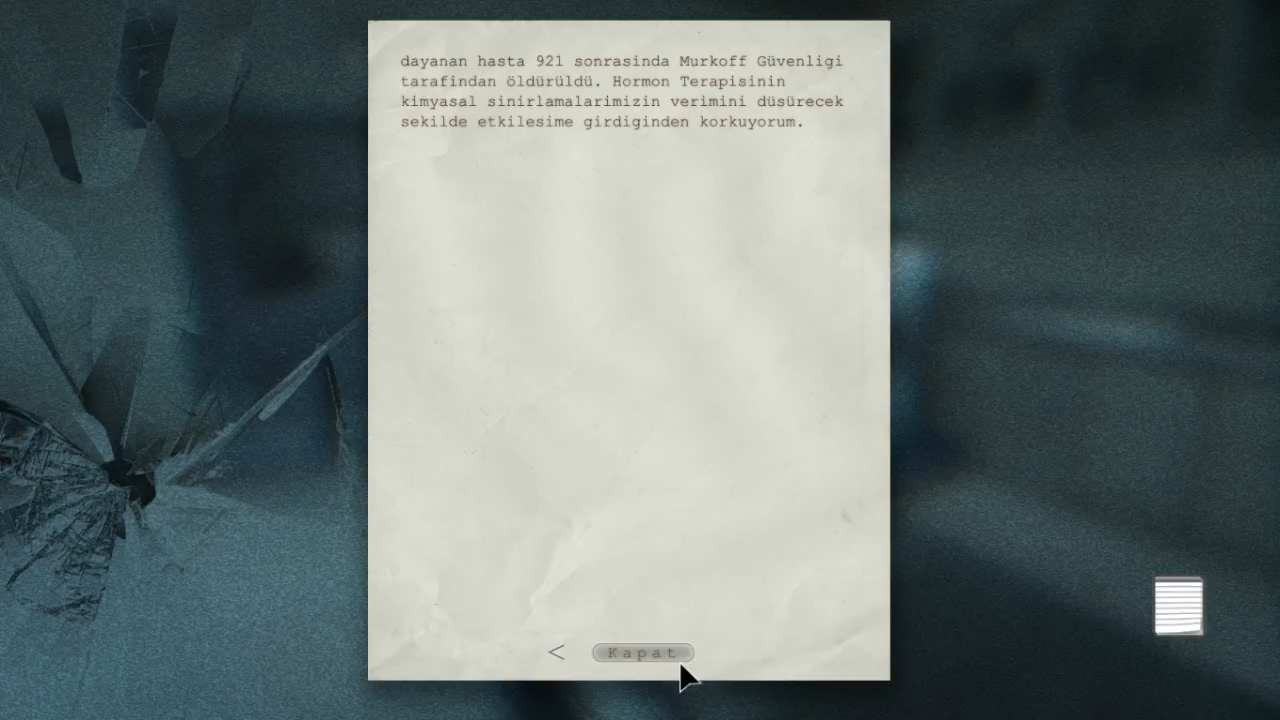 dayanan hasta 921 sonrasinda Murkoff Güvenligi
tarafindan öldürüldü. Hormon Terapisinin
kimyasal sinirlamalarimizin verimini düsürecek
sekilde etkilesime girdiginden korkuyorum.
< Kapat